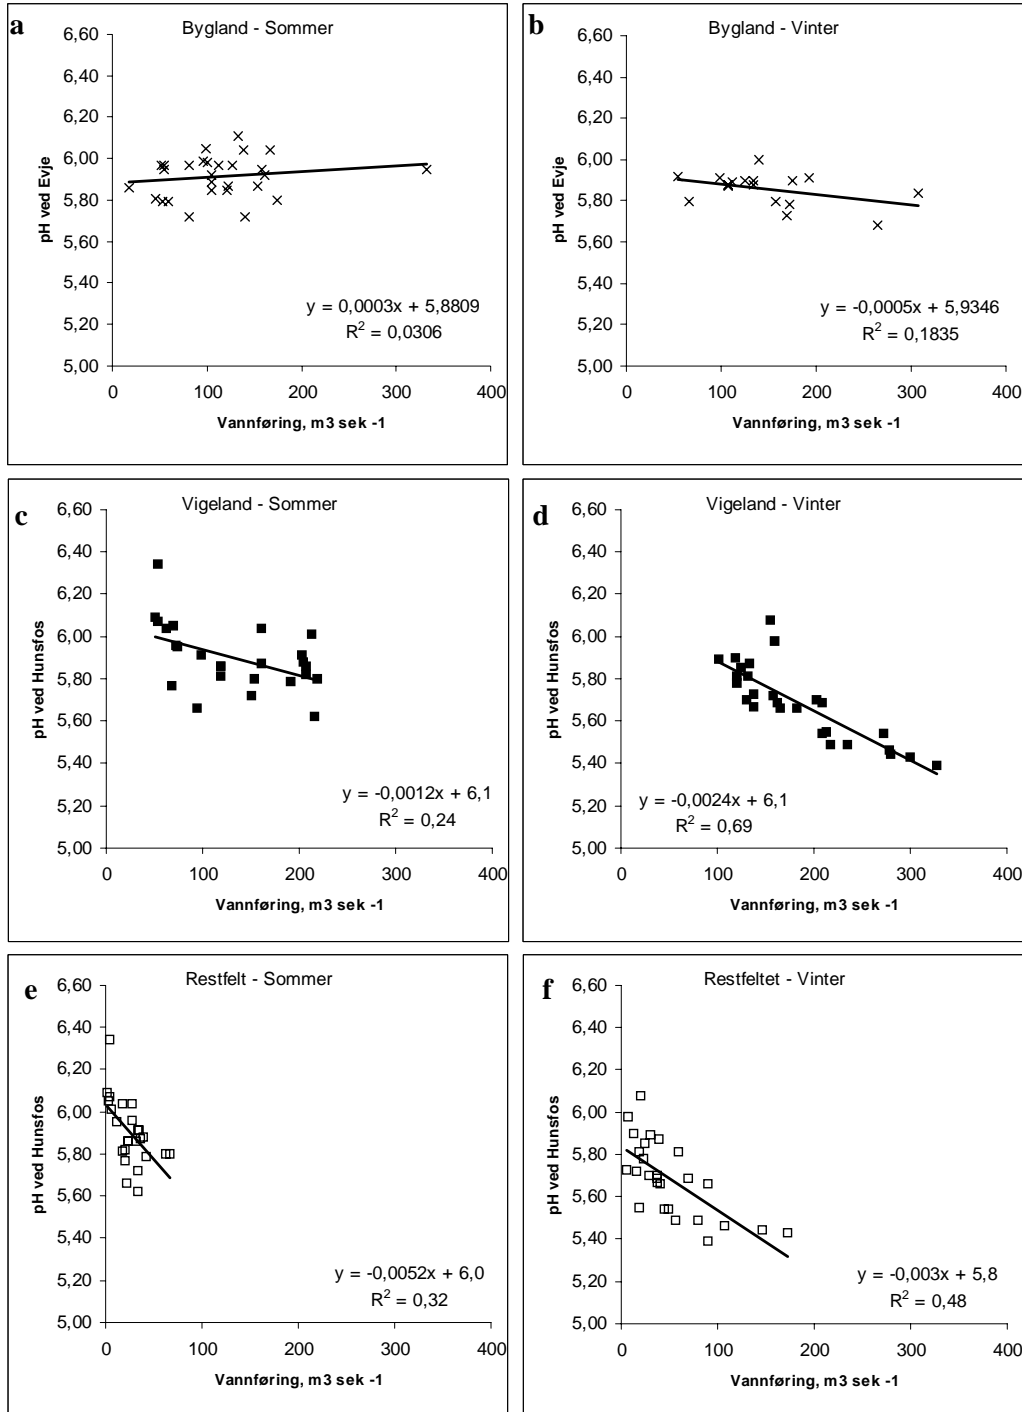 a
Bygland - Sommer
6,60
6,40
6,20
6,00
5,80
5,60
5,40
5,20
5,00
pH ved Evje
y = 0,0003x + 5,8809
R² = 0,0306
0 100 200 300 400
Vannføring, m3 sek -1
b
Bygland - Vinter
6,60
6,40
6,20
6,00
5,80
5,60
5,40
5,20
5,00
pH ved Evje
y = -0,0005x + 5,9346
R² = 0,1835
0 100 200 300 400
Vannføring, m3 sek -1
c
Vigeland - Sommer
6,60
6,40
6,20
6,00
5,80
5,60
5,40
5,20
5,00
pH ved Hunsfos
y = -0,0012x + 6,1
R² = 0,24
0 100 200 300 400
Vannføring, m3 sek -1
d
Vigeland - Vinter
6,60
6,40
6,20
6,00
5,80
5,60
5,40
5,20
5,00
pH ved Hunsfos
y = -0,0024x + 6,1
R² = 0,69
0 100 200 300 400
Vannføring, m3 sek -1
e
Restfelt - Sommer
6,60
6,40
6,20
6,00
5,80
5,60
5,40
5,20
5,00
pH ved Hunsfos
y = -0,0052x + 6,0
R² = 0,32
0 100 200 300 400
Vannføring, m3 sek -1
f
Restfeltet - Vinter
6,60
6,40
6,20
6,00
5,80
5,60
5,40
5,20
5,00
pH ved Hunsfos
y = -0,003x + 5,8
R² = 0,48
0 100 200 300 400
Vannføring, m3 sek -1